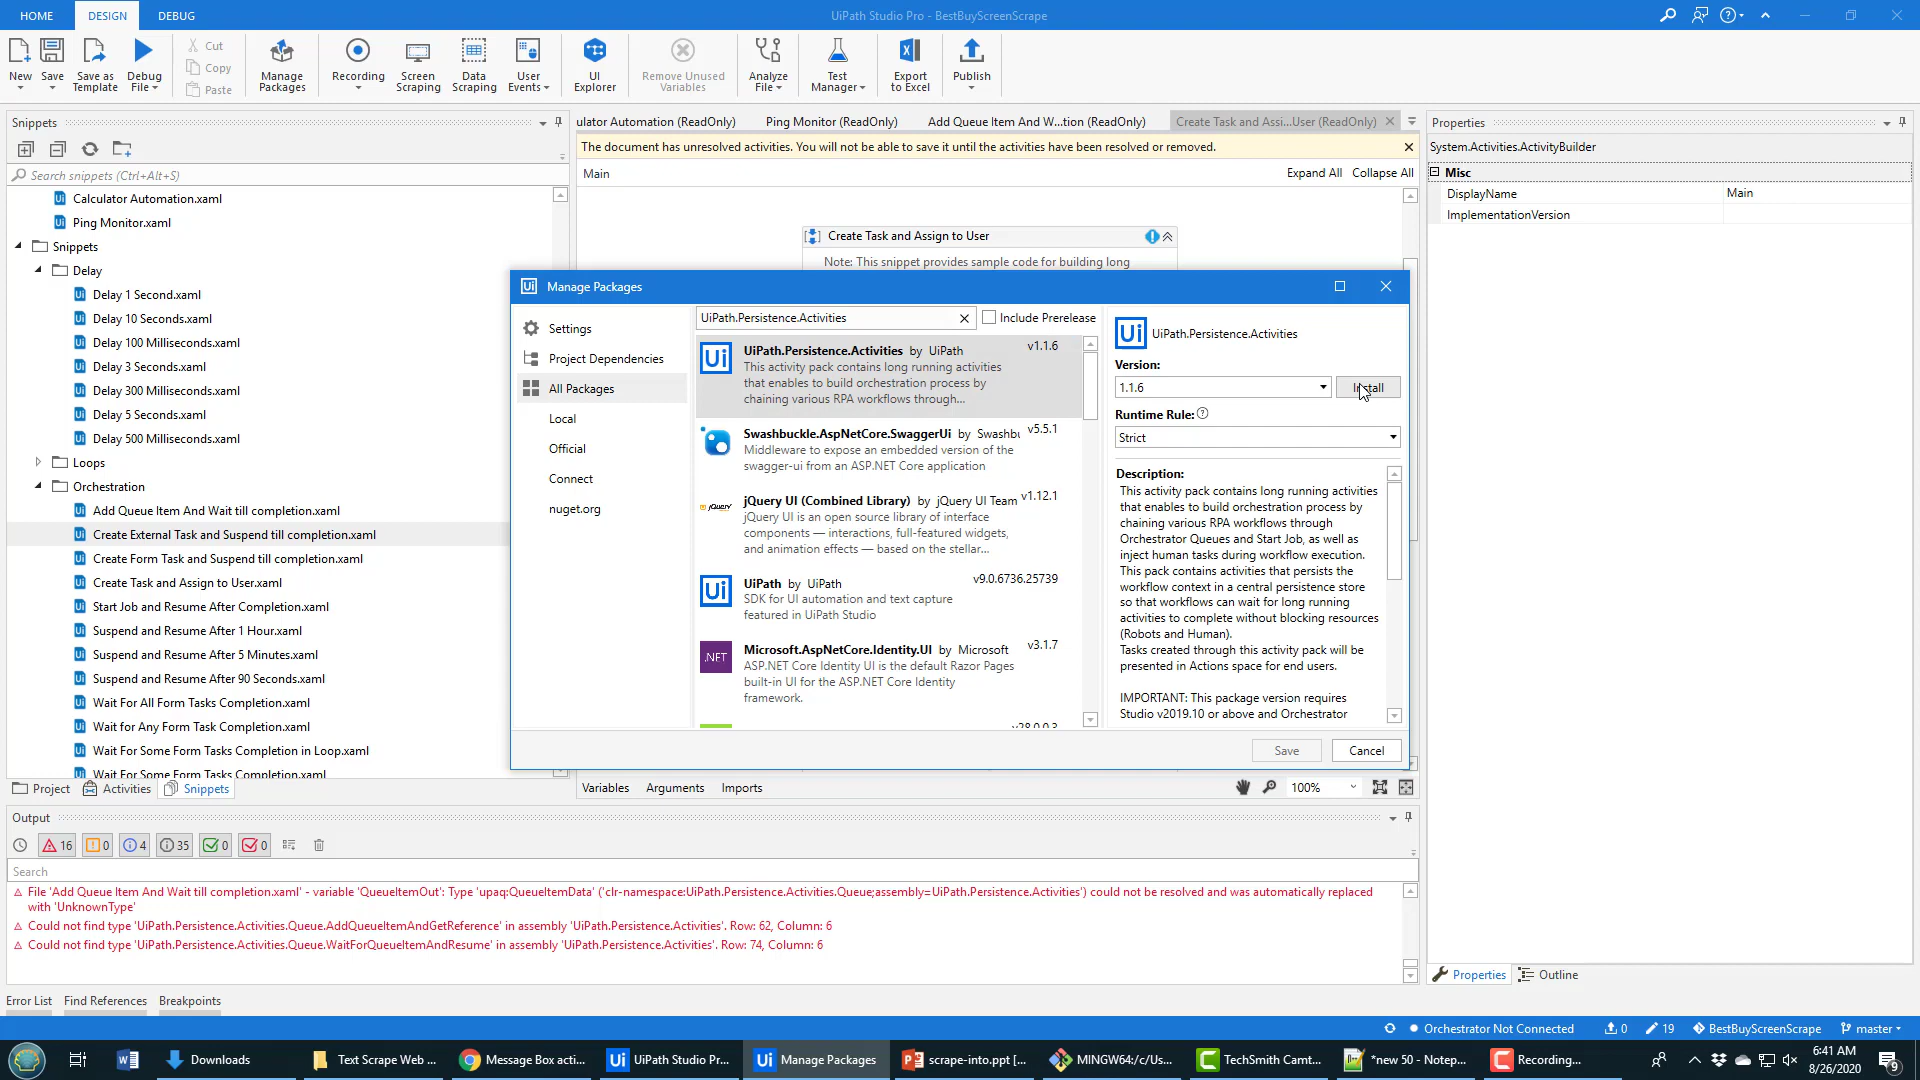 HOME
DESIGN
DEBUG
UiPath Studio Pro - BestBuyScreenScrape
New
Save
Save as
Template
Debug
File
Cut
Copy
Paste
Manage
Packages
Recording
Screen
Scraping
Data
Scraping
User
Events
UI
Explorer
Remove Unused
Variables
Analyze
File
Test
Manager
Export
to Excel
Publish
Snippets
Search snippets (Ctrl+Alt+S)
Calculator Automation.xaml
Ping Monitor.xaml
Snippets
Delay
Delay 1 Second.xaml
Delay 10 Seconds.xaml
Delay 100 Milliseconds.xaml
Delay 3 Seconds.xaml
Delay 300 Milliseconds.xaml
Delay 5 Seconds.xaml
Delay 500 Milliseconds.xaml
Loops
Orchestration
Add Queue Item And Wait till completion.xaml
Create External Task and Suspend till completion.xaml
Create Form Task and Suspend till completion.xaml
Create Task and Assign to User.xaml
Start Job and Resume After Completion.xaml
Suspend and Resume After 1 Hour.xaml
Suspend and Resume After 5 Minutes.xaml
Suspend and Resume After 90 Seconds.xaml
Wait For All Form Tasks Completion.xaml
Wait for Any Form Task Completion.xaml
Wait For Some Form Tasks Completion in Loop.xaml
Wait For Some Form Tasks Completion.xaml
Project
Activities
Snippets
ulator Automation (ReadOnly)
Ping Monitor (ReadOnly)
Add Queue Item And W...tion (ReadOnly)
Create Task and Assi...User (ReadOnly)
The document has unresolved activities. You will not be able to save it until the activities have been resolved or removed.
Main
Expand All
Collapse All
Create Task and Assign to User
Note: This snippet provides sample code for building long
Manage Packages
Settings
Project Dependencies
All Packages
Local
Official
Connect
nuget.org
UiPath.Persistence.Activities
Include Prerelease
UiPath.Persistence.Activities by UiPath
v1.1.6
This activity pack contains long running activities
that enables to build orchestration process by
chaining various RPA workflows through...
Swashbuckle.AspNetCore.SwaggerUi by Swashbu
v5.5.1
Middleware to expose an embedded version of the
swagger-ui from an ASP.NET Core application
jQuery
jQuery UI (Combined Library) by jQuery UI Team
v1.12.1
jQuery UI is an open source library of interface
components — interactions, full-featured widgets,
and animation effects — based on the stellar...
UiPath by UiPath
v9.0.6736.25739
SDK for UI automation and text capture
featured in UiPath Studio
.NET
Microsoft.AspNetCore.Identity.UI by Microsoft
v3.1.7
ASP.NET Core Identity UI is the default Razor Pages
built-in UI for the ASP.NET Core Identity
framework.
v28.0.0.3
UiPath.Persistence.Activities
Version:
1.1.6
Install
Runtime Rule:
Strict
Description:
This activity pack contains long running activities
that enables to build orchestration process by
chaining various RPA workflows through
Orchestrator Queues and Start Job, as well as
inject human tasks during workflow execution.
This pack contains activities that persists the
workflow context in a central persistence store
so that workflows can wait for long running
activities to complete without blocking resources
(Robots and Human).
Tasks created through this activity pack will be
presented in Actions space for end users.
IMPORTANT: This package version requires
Studio v2019.10 or above and Orchestrator
Save
Cancel
Variables
Arguments
Imports
100%
Properties
System.Activities.ActivityBuilder
Misc
DisplayName
Main
ImplementationVersion
Properties
Outline
Output
16
0
4
35
0
0
Search
File 'Add Queue Item And Wait till completion.xaml' - variable 'QueueItemOut': Type 'upaq:QueueItemData' ('clr-namespace:UiPath.Persistence.Activities.Queue;assembly=UiPath.Persistence.Activities') could not be resolved and was automatically replaced
with 'UnknownType'
Could not find type 'UiPath.Persistence.Activities.Queue.AddQueueItemAndGetReference' in assembly 'UiPath.Persistence.Activities'. Row: 62, Column: 6
Could not find type 'UiPath.Persistence.Activities.Queue.WaitForQueueItemAndResume' in assembly 'UiPath.Persistence.Activities'. Row: 74, Column: 6
Error List
Find References
Breakpoints
Orchestrator Not Connected
0
19
BestBuyScreenScrape
master
Downloads
Text Scrape Web ...
Message Box acti...
UiPath Studio Pr...
Manage Packages
scrape-into.ppt [...
MINGW64:/c/Us...
TechSmith Camt...
*new 50 - Notep...
Recording...
6:41 AM
8/26/2020
9